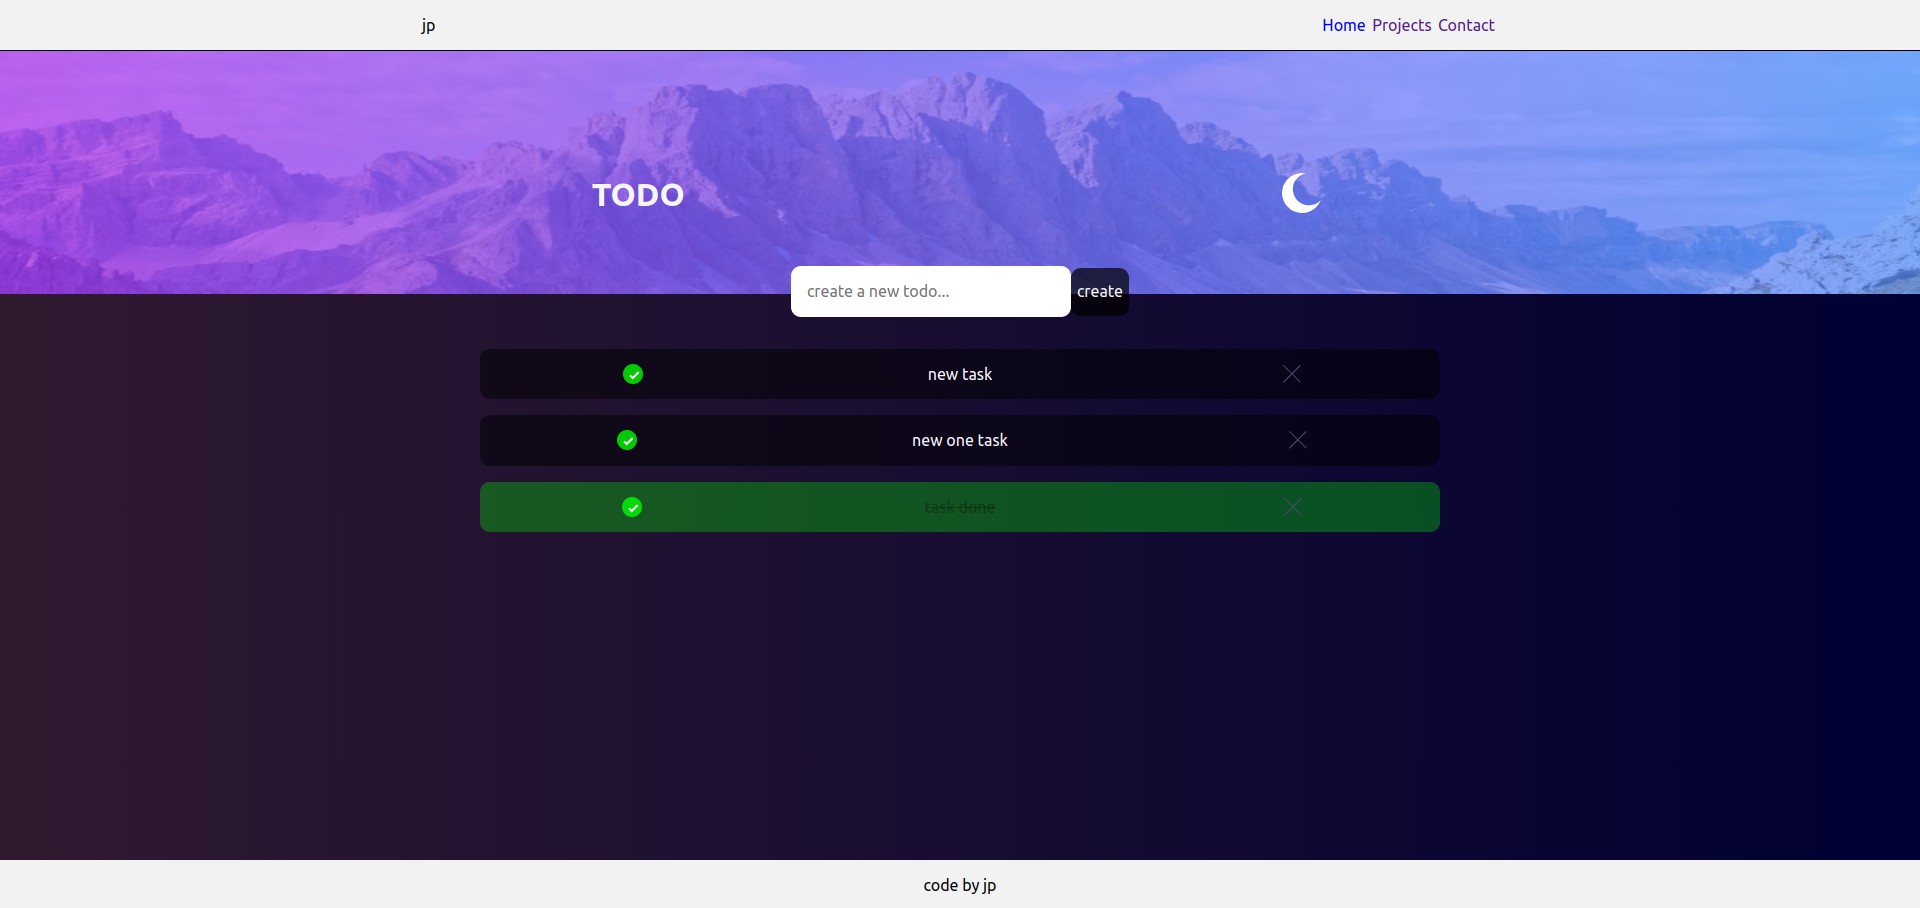 jp
Home Projects Contact
TODO
create a new todo...
create
new task
new one task
task done
code by jp